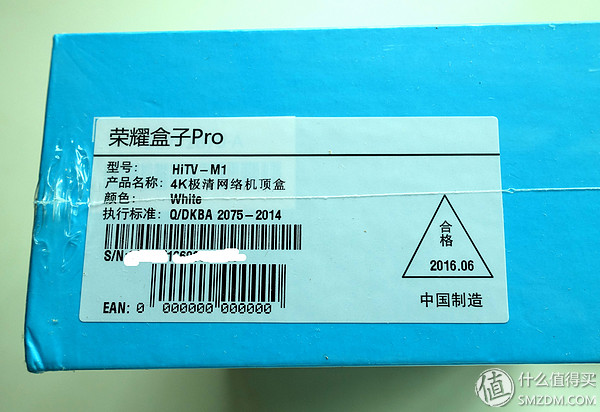 荣耀盒子Pro
型号: HiTV-M1
产品名称: 4K极清网络机顶盒
颜色: White
执行标准: Q/DKBA 2075-2014
S/N:
EAN: 0 000000 000000
合格
2016.06
中国制造
值 什么值得买
SMZDM.COM